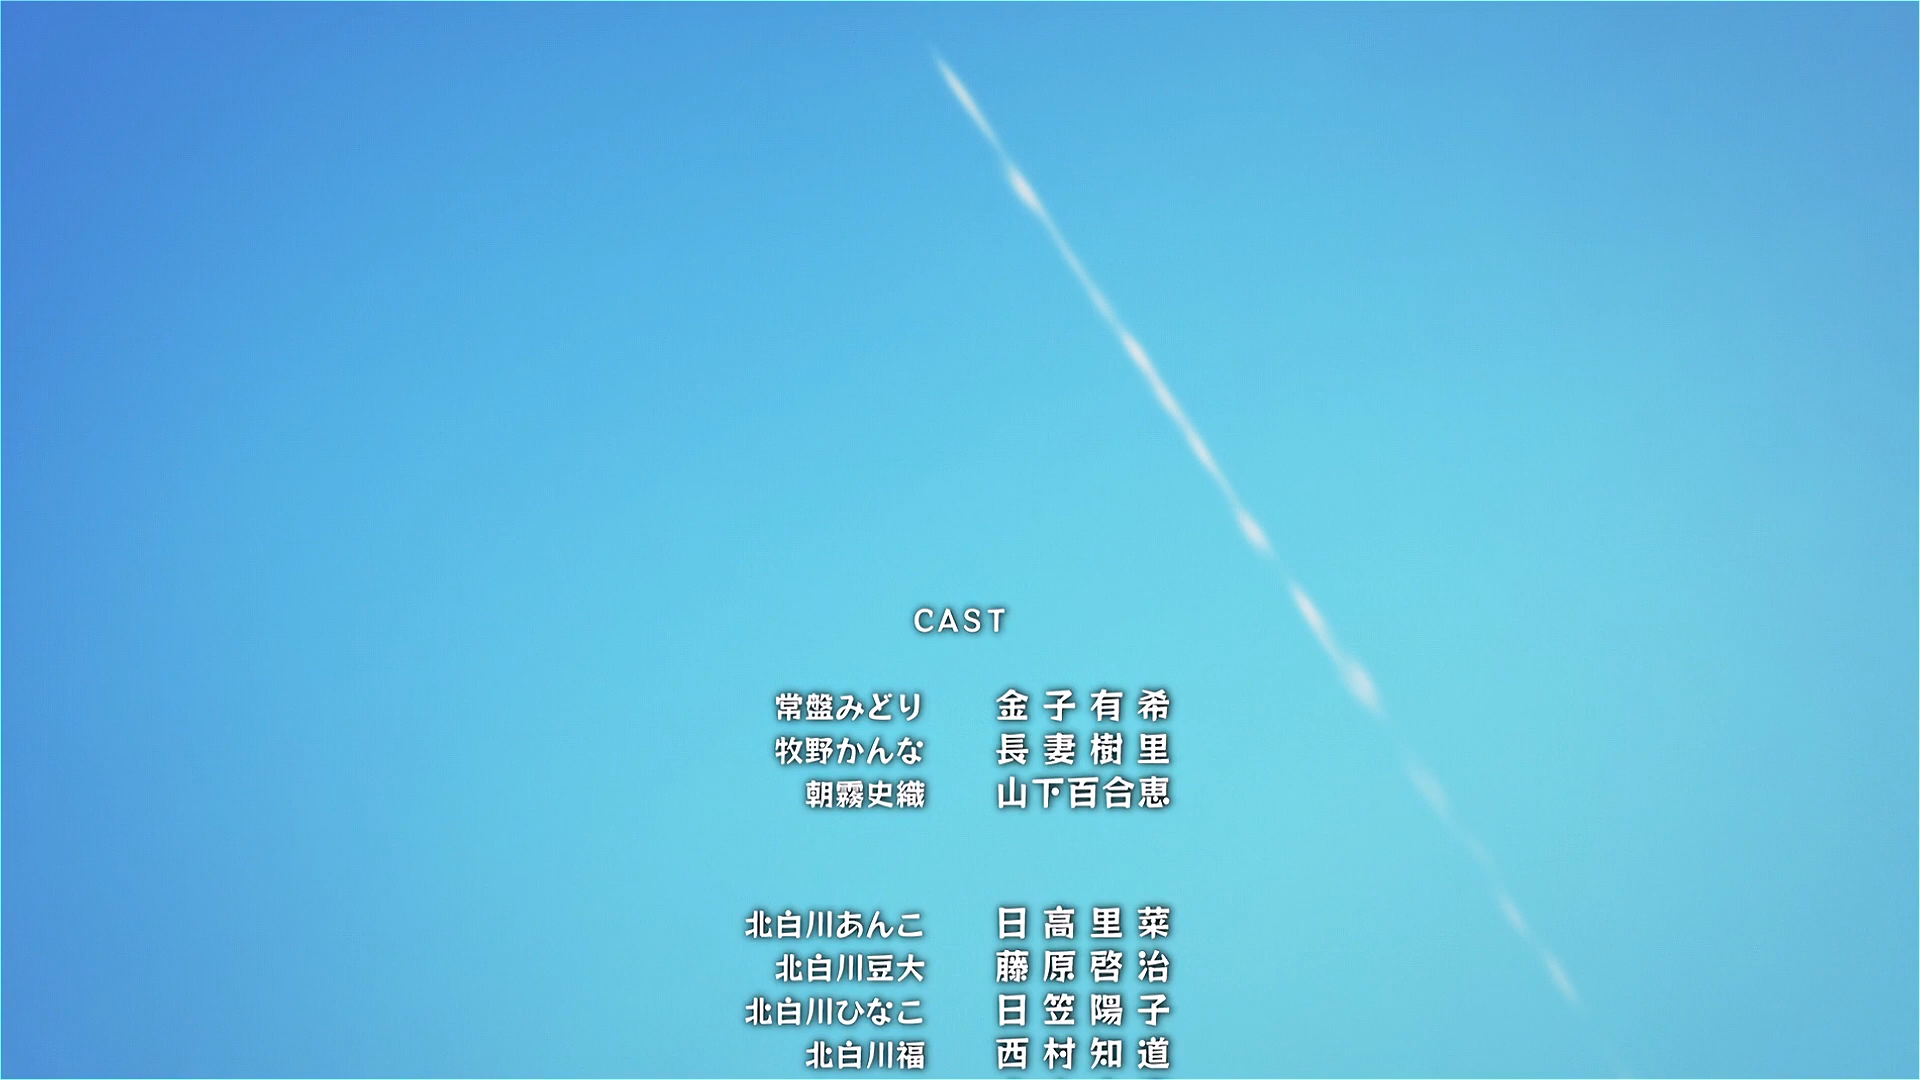 CAST
常盤みどり 金子有希
牧野かんな 長妻樹里
朝霧史織 山下百合恵
北白川あんこ 日高里菜
北白川豆大 藤原啓治
北白川ひなこ 日笠陽子
北白川福 西村知道